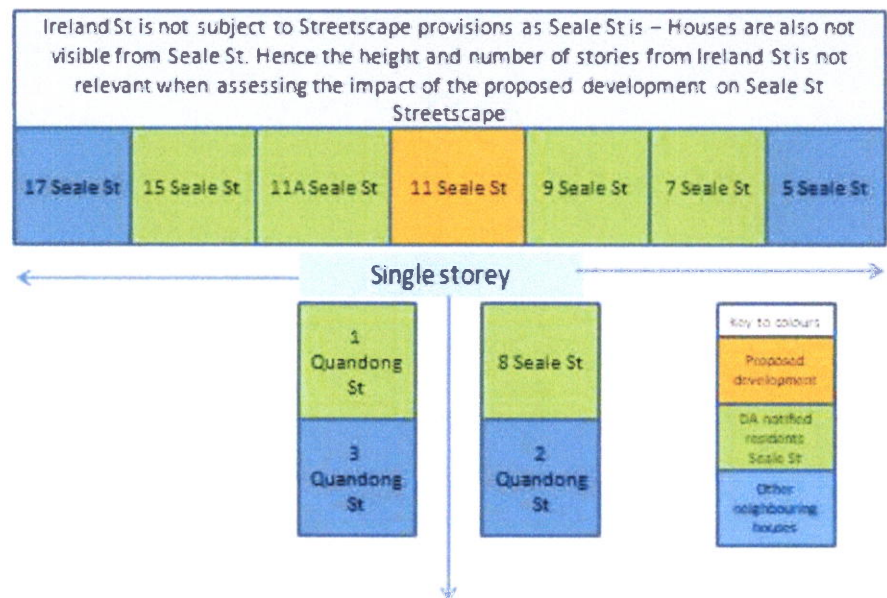 Ireland St is not subject to Streetscape provisions as Seale St is – Houses are also not
visible from Seale St. Hence the height and number of stories from Ireland St is not
relevant when assessing the impact of the proposed development on Seale St
Streetscape
17 Seale St
15 Seale St
11A Seale St
11 Seale St
9 Seale St
7 Seale St
5 Seale St
Single storey
1
Quandong
St
8 Seale St
3
Quandong
St
2
Quandong
St
Key to colours
Proposed
development
DA notified
residents
Seale St
Other
neighbouring
houses